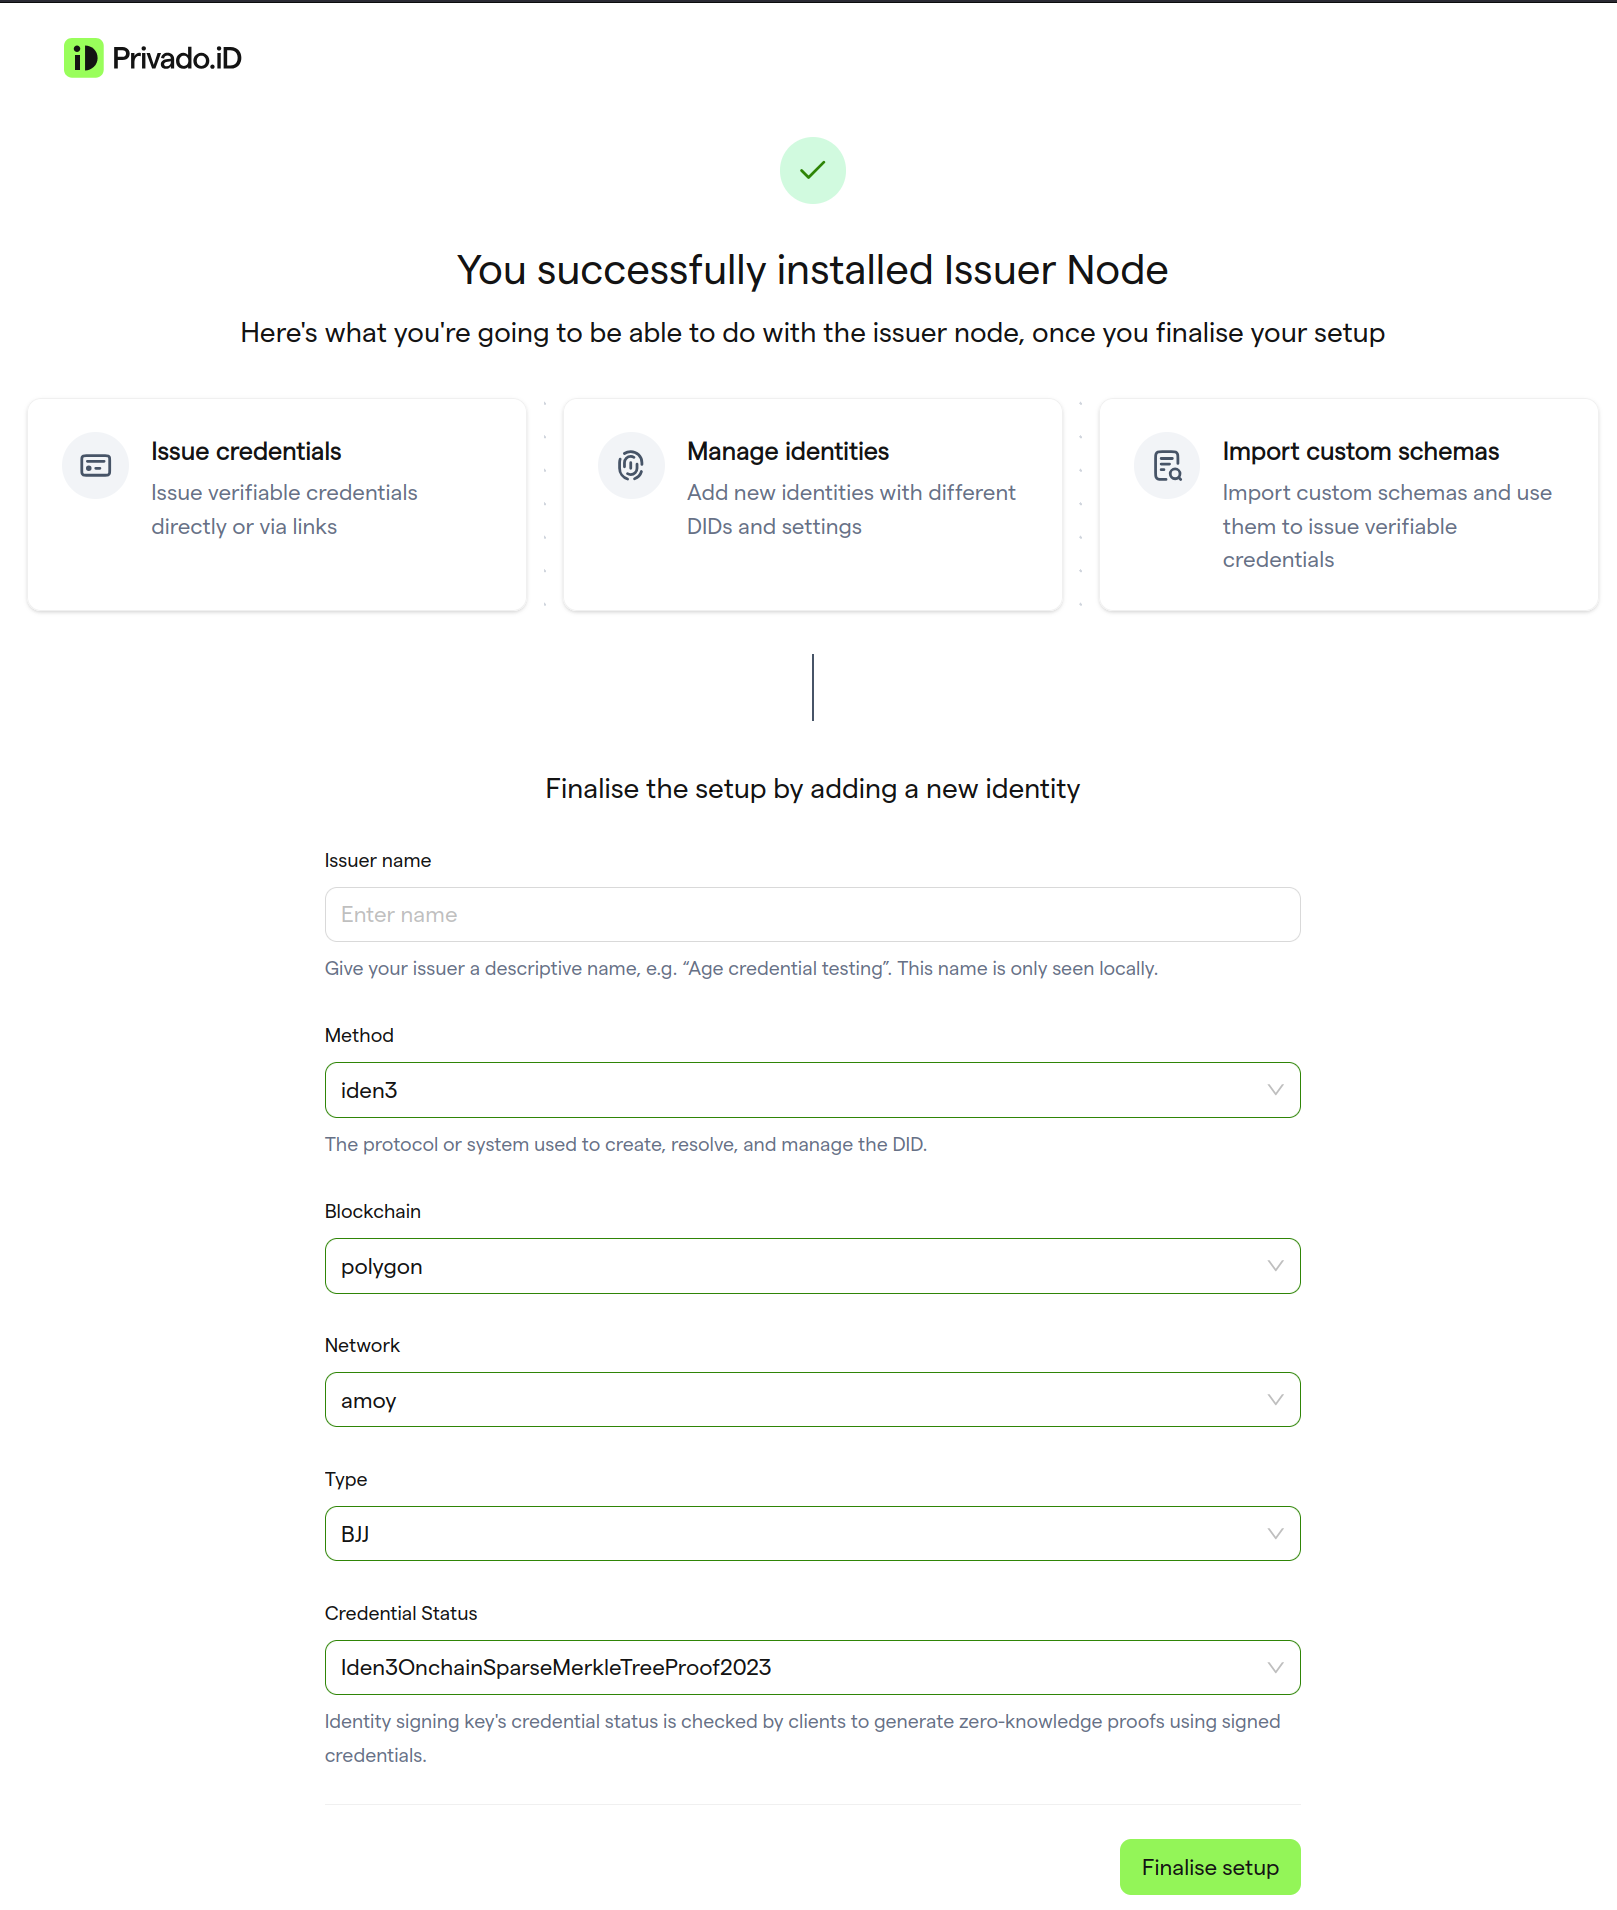 iD Privado.iD
You successfully installed Issuer Node
Here's what you're going to be able to do with the issuer node, once you finalise your setup
Issue credentials
Issue verifiable credentials
directly or via links
Manage identities
Add new identities with different
DIDs and settings
Import custom schemas
Import custom schemas and use
them to issue verifiable
credentials
Finalise the setup by adding a new identity
Issuer name
Enter name
Give your issuer a descriptive name, e.g. “Age credential testing”. This name is only seen locally.
Method
iden3
The protocol or system used to create, resolve, and manage the DID.
Blockchain
polygon
Network
amoy
Type
BJJ
Credential Status
Iden3OnchainSparseMerkleTreeProof2023
Identity signing key's credential status is checked by clients to generate zero-knowledge proofs using signed
credentials.
Finalise setup